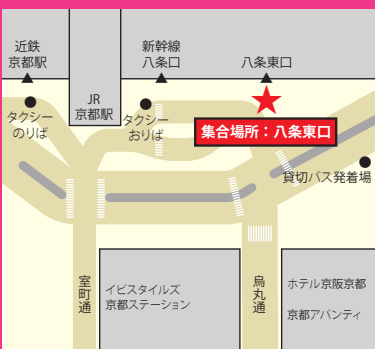 近鉄
京都駅
新幹線
八条口
八条東口
JR
京都駅
タクシー
のりば
タクシー
おりば
集合場所：八条東口
貸切バス発着場
室町通
イビスタイルズ
京都ステーション
烏丸通
ホテル京阪京都
京都アバンティ